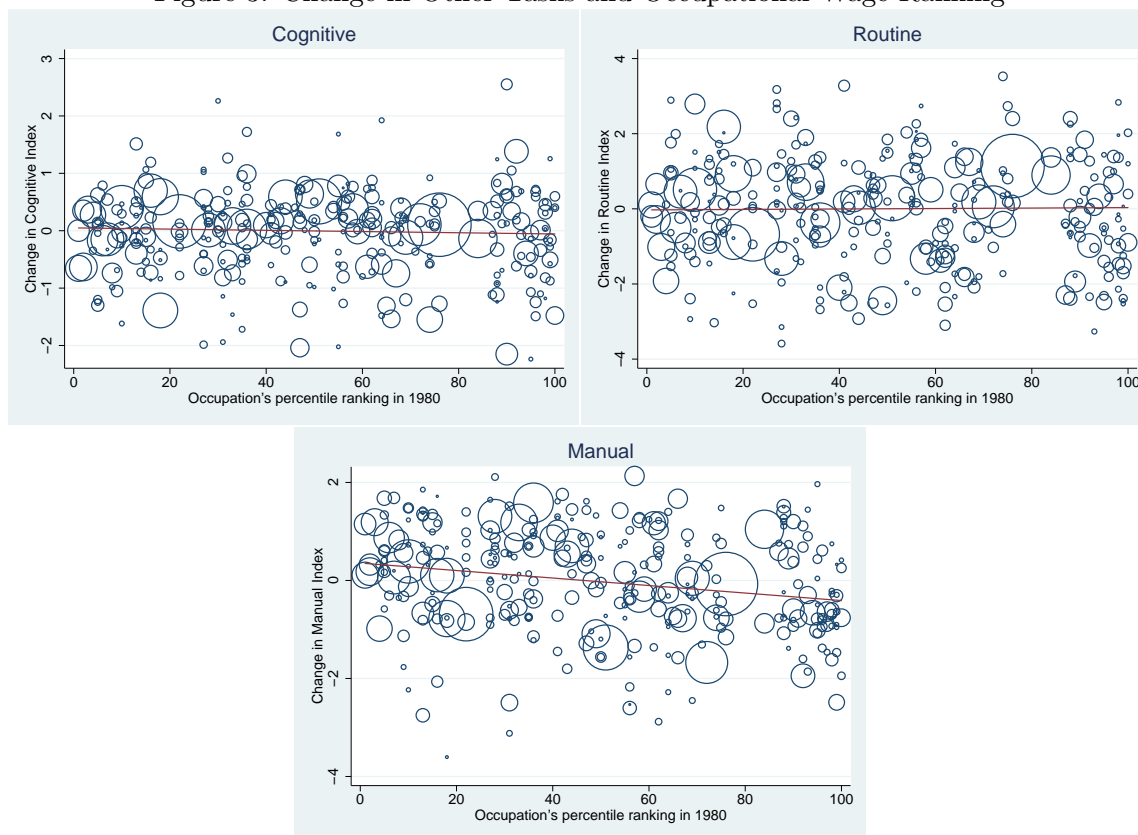 Cognitive
Change in Cognitive Index
3
2
1
0
−1
−2
0 20 40 60 80 100
Occupation's percentile ranking in 1980
Routine
Change in Routine Index
4
2
0
−2
−4
0 20 40 60 80 100
Occupation's percentile ranking in 1980
Manual
Change in Manual Index
2
0
−2
−4
0 20 40 60 80 100
Occupation's percentile ranking in 1980